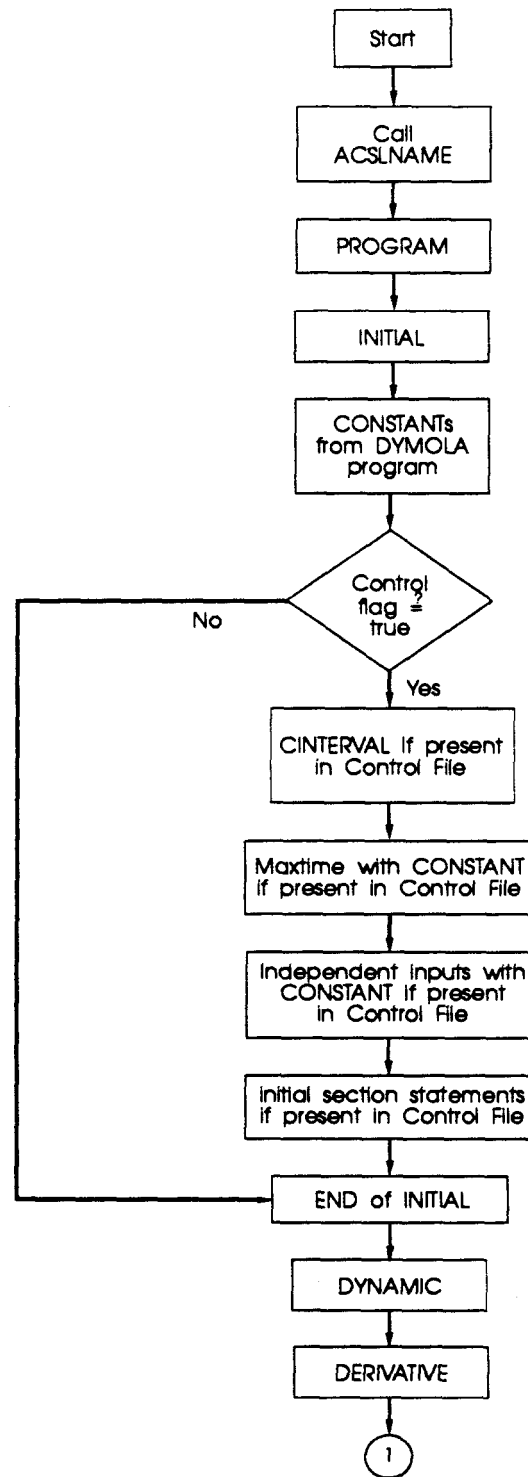 Start
Call
ACSLNAME
PROGRAM
INITIAL
CONSTANTs
from DYMOLA
program
Control
flag ≟
true
No
Yes
CINTERVAL if present
in Control File
Maxtime with CONSTANT
if present in Control File
Independent inputs with
CONSTANT if present
in Control File
Initial section statements
if present in Control File
END of INITIAL
DYNAMIC
DERIVATIVE
1